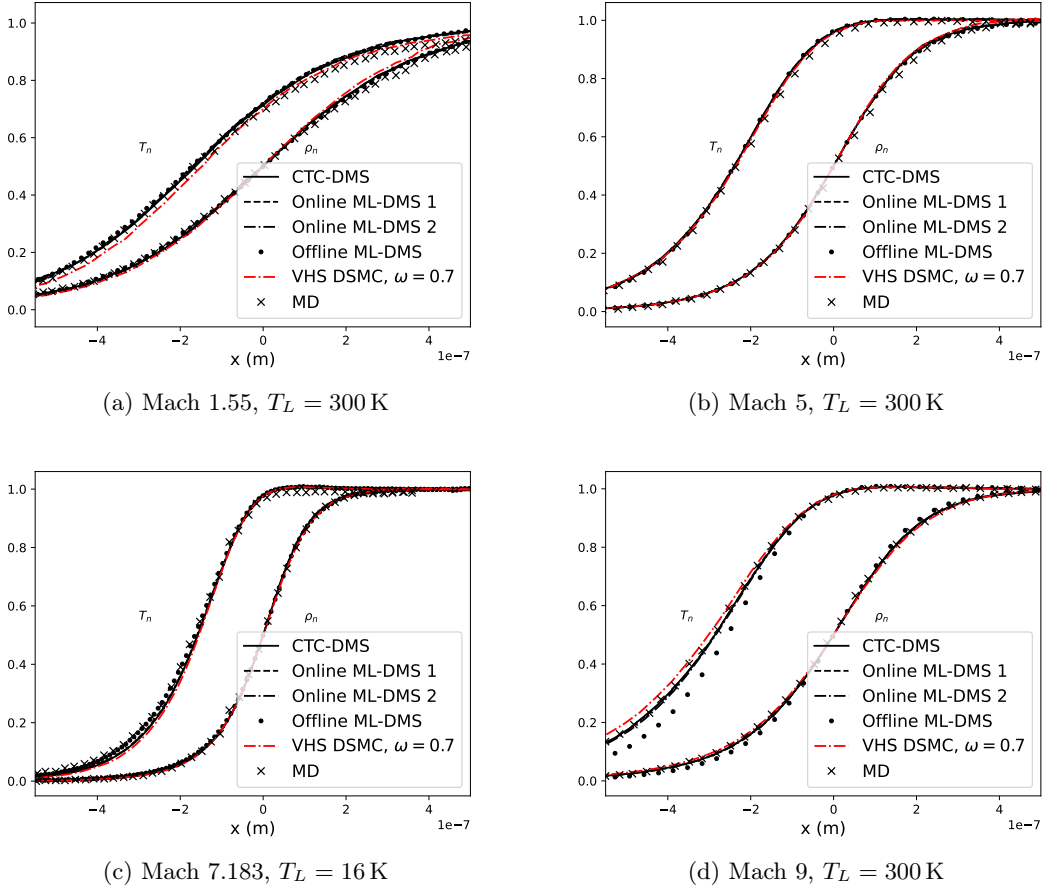 1.0
0.8
0.6
0.4
0.2
0.0
T_n
ρ_n
CTC-DMS
Online ML-DMS 1
Online ML-DMS 2
Offline ML-DMS
VHS DSMC, ω = 0.7
MD
−4 −2 0 2 4
1e−7
x (m)
(a) Mach 1.55, T_L = 300 K
1.0
0.8
0.6
0.4
0.2
0.0
T_n
ρ_n
CTC-DMS
Online ML-DMS 1
Online ML-DMS 2
Offline ML-DMS
VHS DSMC, ω = 0.7
MD
−4 −2 0 2 4
1e−7
x (m)
(b) Mach 5, T_L = 300 K
1.0
0.8
0.6
0.4
0.2
0.0
T_n
ρ_n
CTC-DMS
Online ML-DMS 1
Online ML-DMS 2
Offline ML-DMS
VHS DSMC, ω = 0.7
MD
−4 −2 0 2 4
1e−7
x (m)
(c) Mach 7.183, T_L = 16 K
1.0
0.8
0.6
0.4
0.2
0.0
T_n
ρ_n
CTC-DMS
Online ML-DMS 1
Online ML-DMS 2
Offline ML-DMS
VHS DSMC, ω = 0.7
MD
−4 −2 0 2 4
1e−7
x (m)
(d) Mach 9, T_L = 300 K